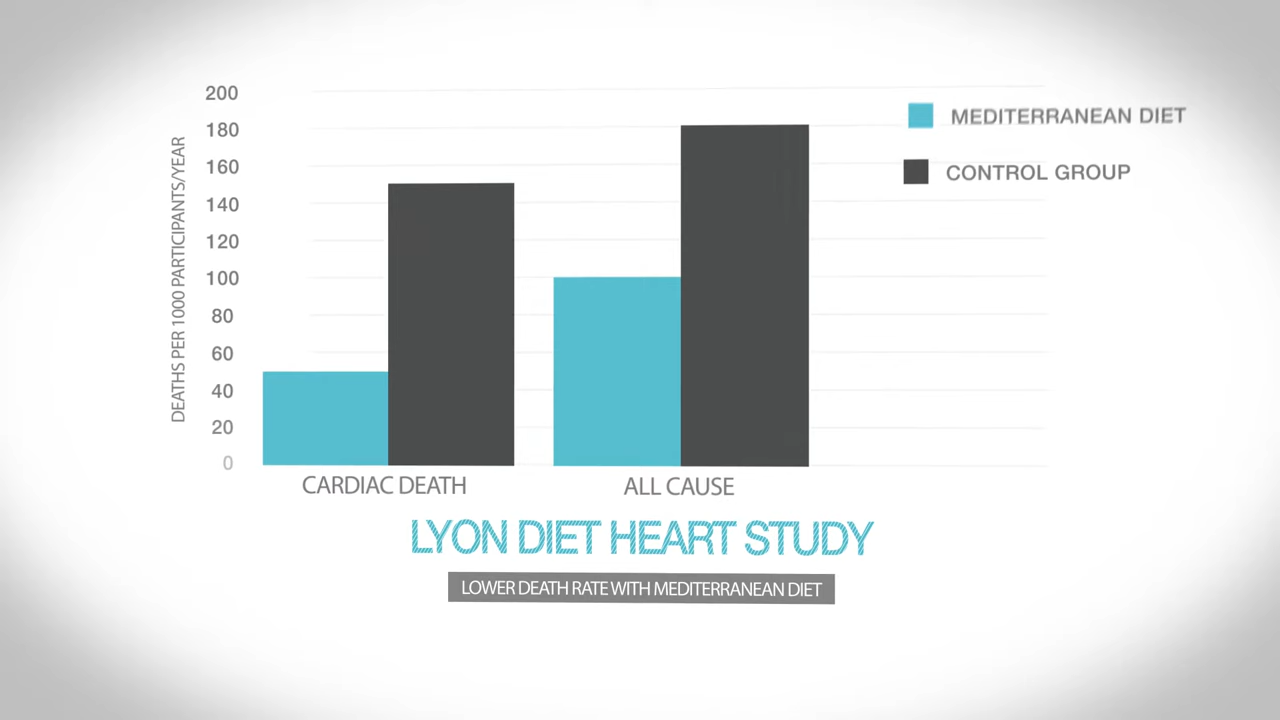 200
180
160
140
120
100
80
60
40
20
0
DEATHS PER 1000 PARTICIPANTS/YEAR
MEDITERRANEAN DIET
CONTROL GROUP
CARDIAC DEATH
ALL CAUSE
LYON DIET HEART STUDY
LOWER DEATH RATE WITH MEDITERRANEAN DIET